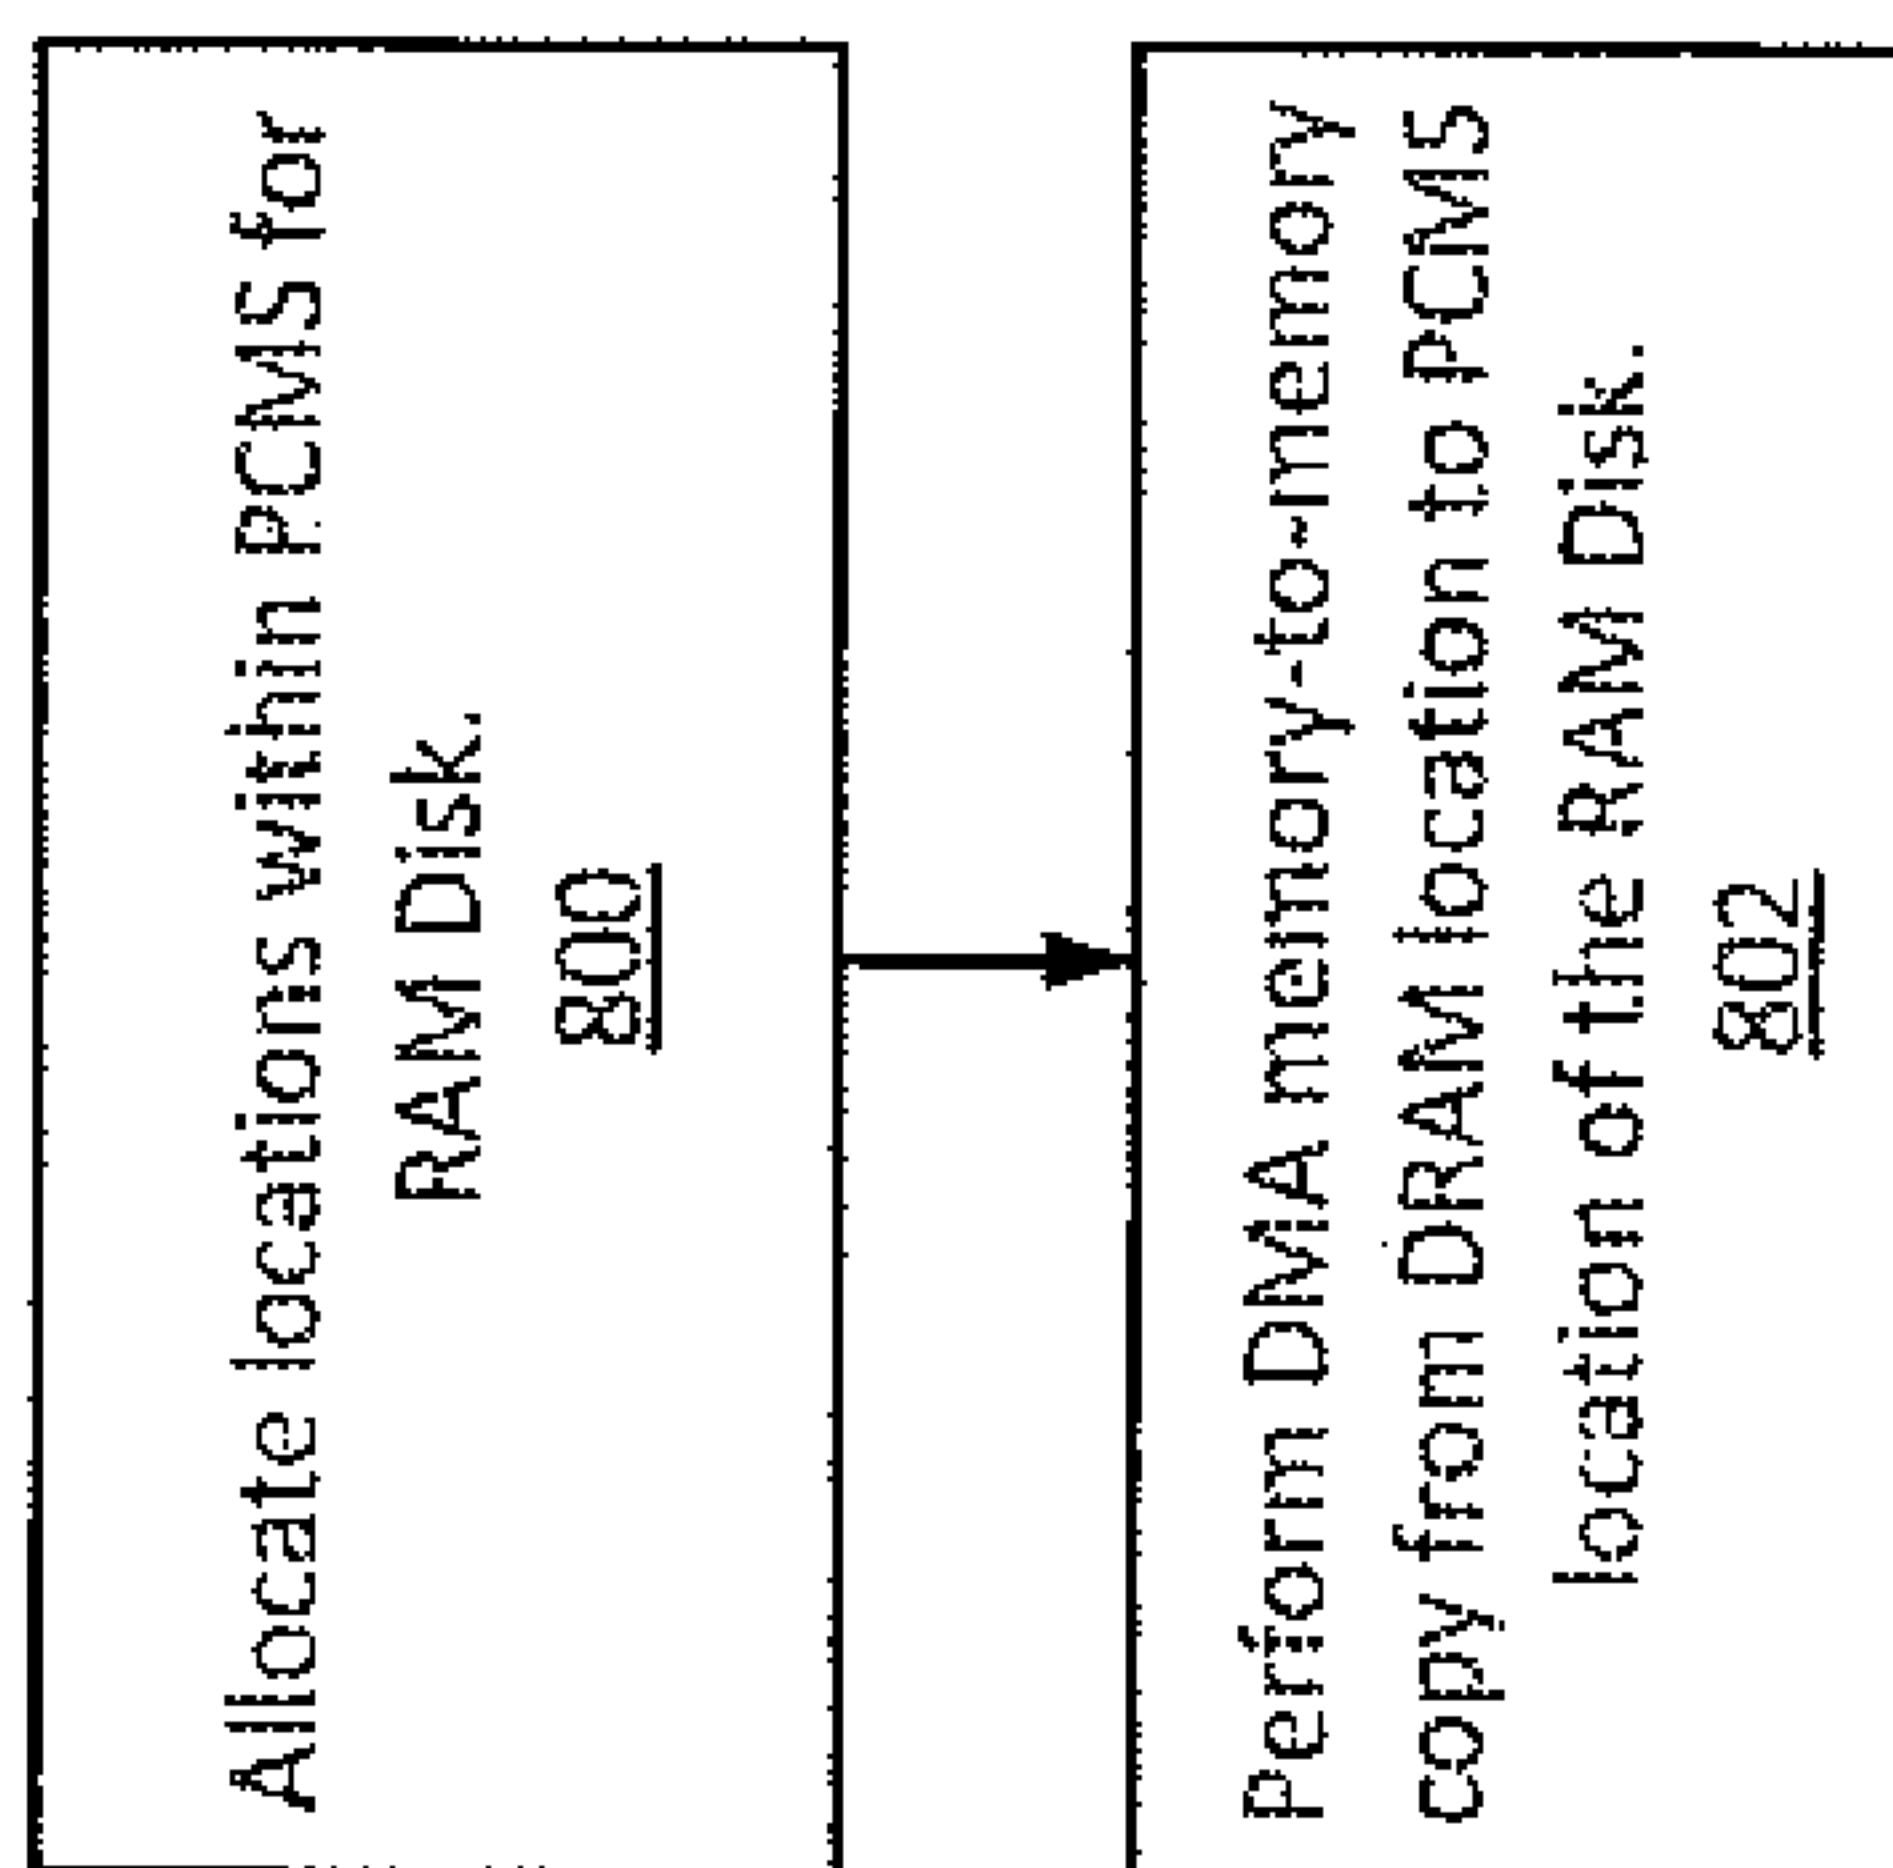 Allocate locations within PCMS for
RAM Disk.
800
Perform DMA memory-to-memory
copy from DRAM location to PCMS
location of the RAM Disk.
802